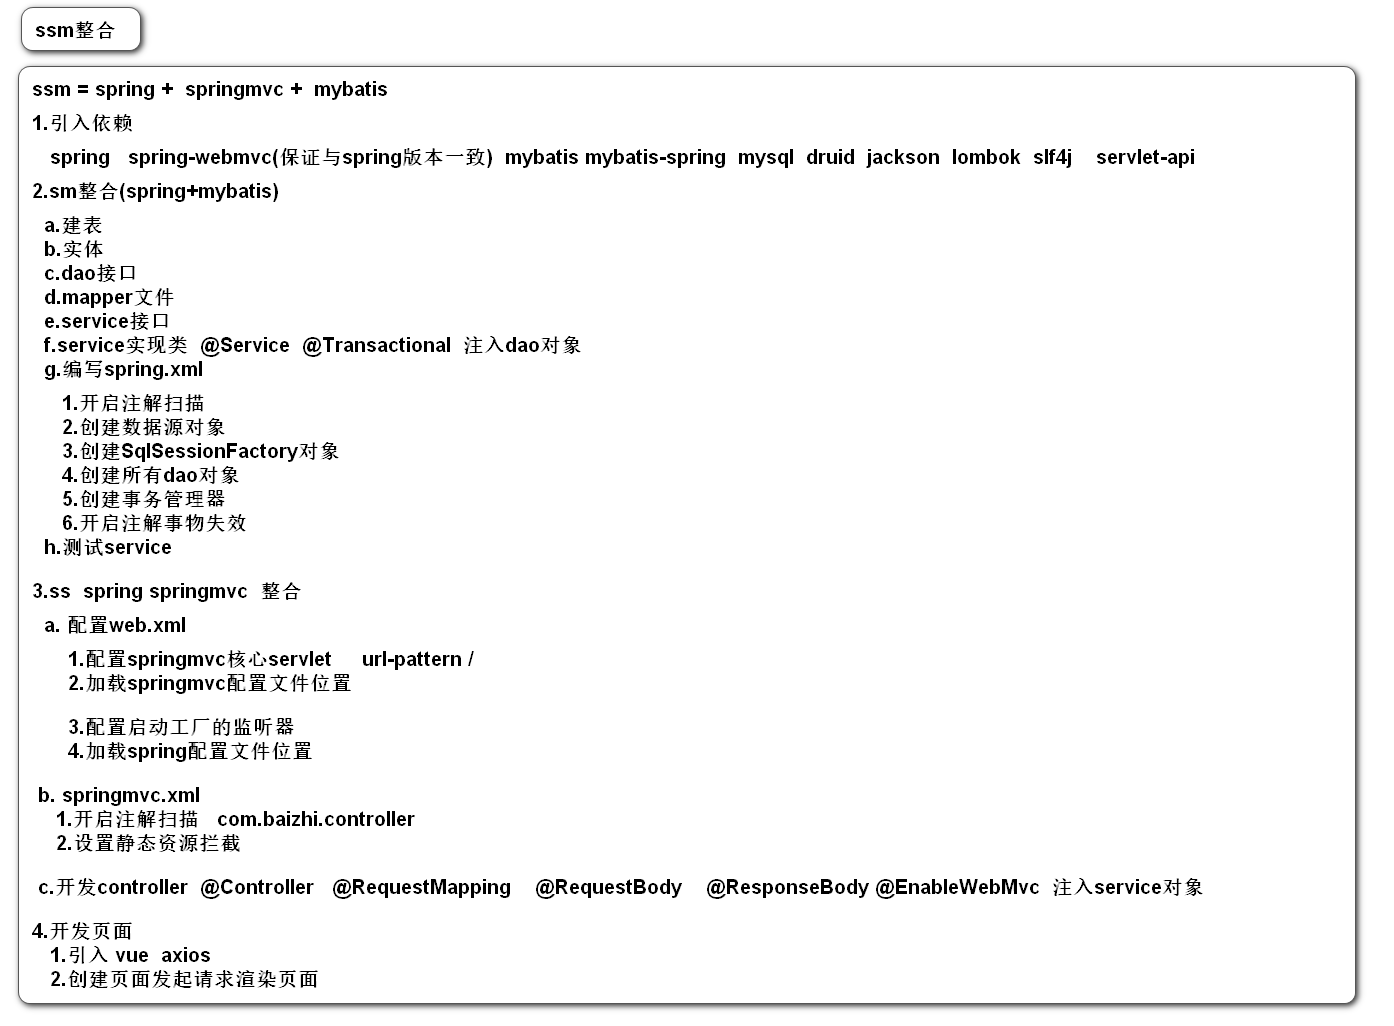 ssm整合
ssm = spring + springmvc + mybatis
1.引入依赖
spring spring-webmvc(保证与spring版本一致) mybatis mybatis-spring mysql druid jackson lombok slf4j servlet-api
2.sm整合(spring+mybatis)
a.建表
b.实体
c.dao接口
d.mapper文件
e.service接口
f.service实现类 @Service @Transactional 注入dao对象
g.编写spring.xml
1.开启注解扫描
2.创建数据源对象
3.创建SqlSessionFactory对象
4.创建所有dao对象
5.创建事务管理器
6.开启注解事物失效
h.测试service
3.ss spring springmvc 整合
a. 配置web.xml
1.配置springmvc核心servlet url-pattern /
2.加载springmvc配置文件位置
3.配置启动工厂的监听器
4.加载spring配置文件位置
b. springmvc.xml
1.开启注解扫描 com.baizhi.controller
2.设置静态资源拦截
c.开发controller @Controller @RequestMapping @RequestBody @ResponseBody @EnableWebMvc 注入service对象
4.开发页面
1.引入 vue axios
2.创建页面发起请求渲染页面